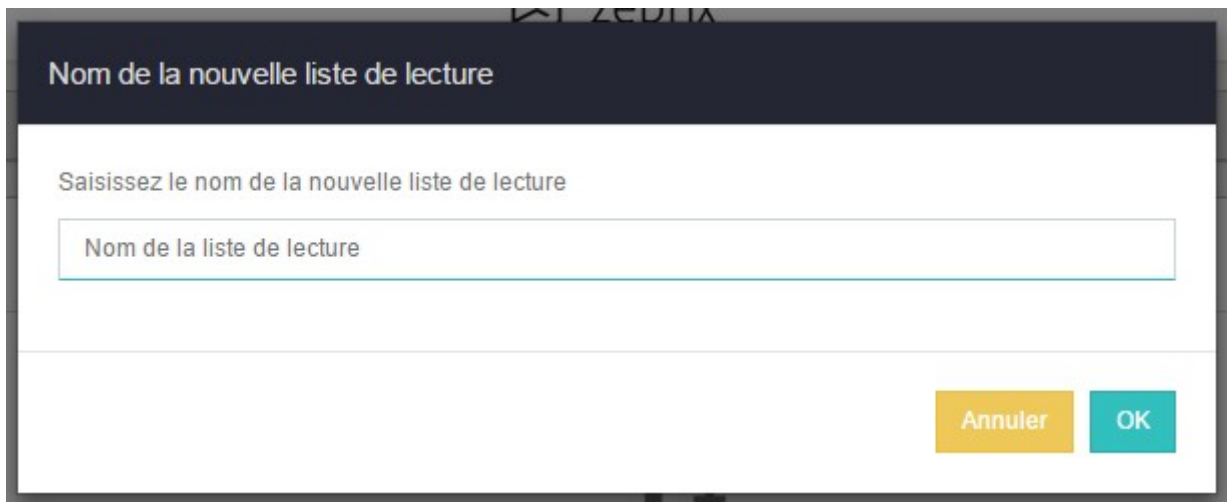 zebrix
Nom de la nouvelle liste de lecture
Saisissez le nom de la nouvelle liste de lecture
Nom de la liste de lecture
Annuler OK